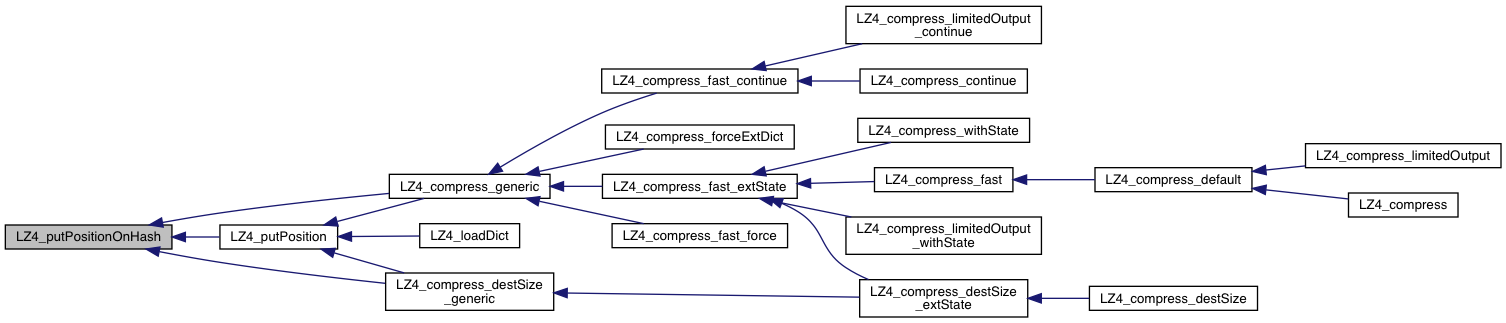 LZ4_compress_limitedOutput
_continue
LZ4_compress_fast_continue
LZ4_compress_continue
LZ4_compress_forceExtDict
LZ4_compress_withState
LZ4_compress_limitedOutput
LZ4_compress_generic
LZ4_compress_fast_extState
LZ4_compress_fast
LZ4_compress_default
LZ4_compress
LZ4_putPositionOnHash
LZ4_putPosition
LZ4_loadDict
LZ4_compress_fast_force
LZ4_compress_limitedOutput
_withState
LZ4_compress_destSize
_generic
LZ4_compress_destSize
_extState
LZ4_compress_destSize